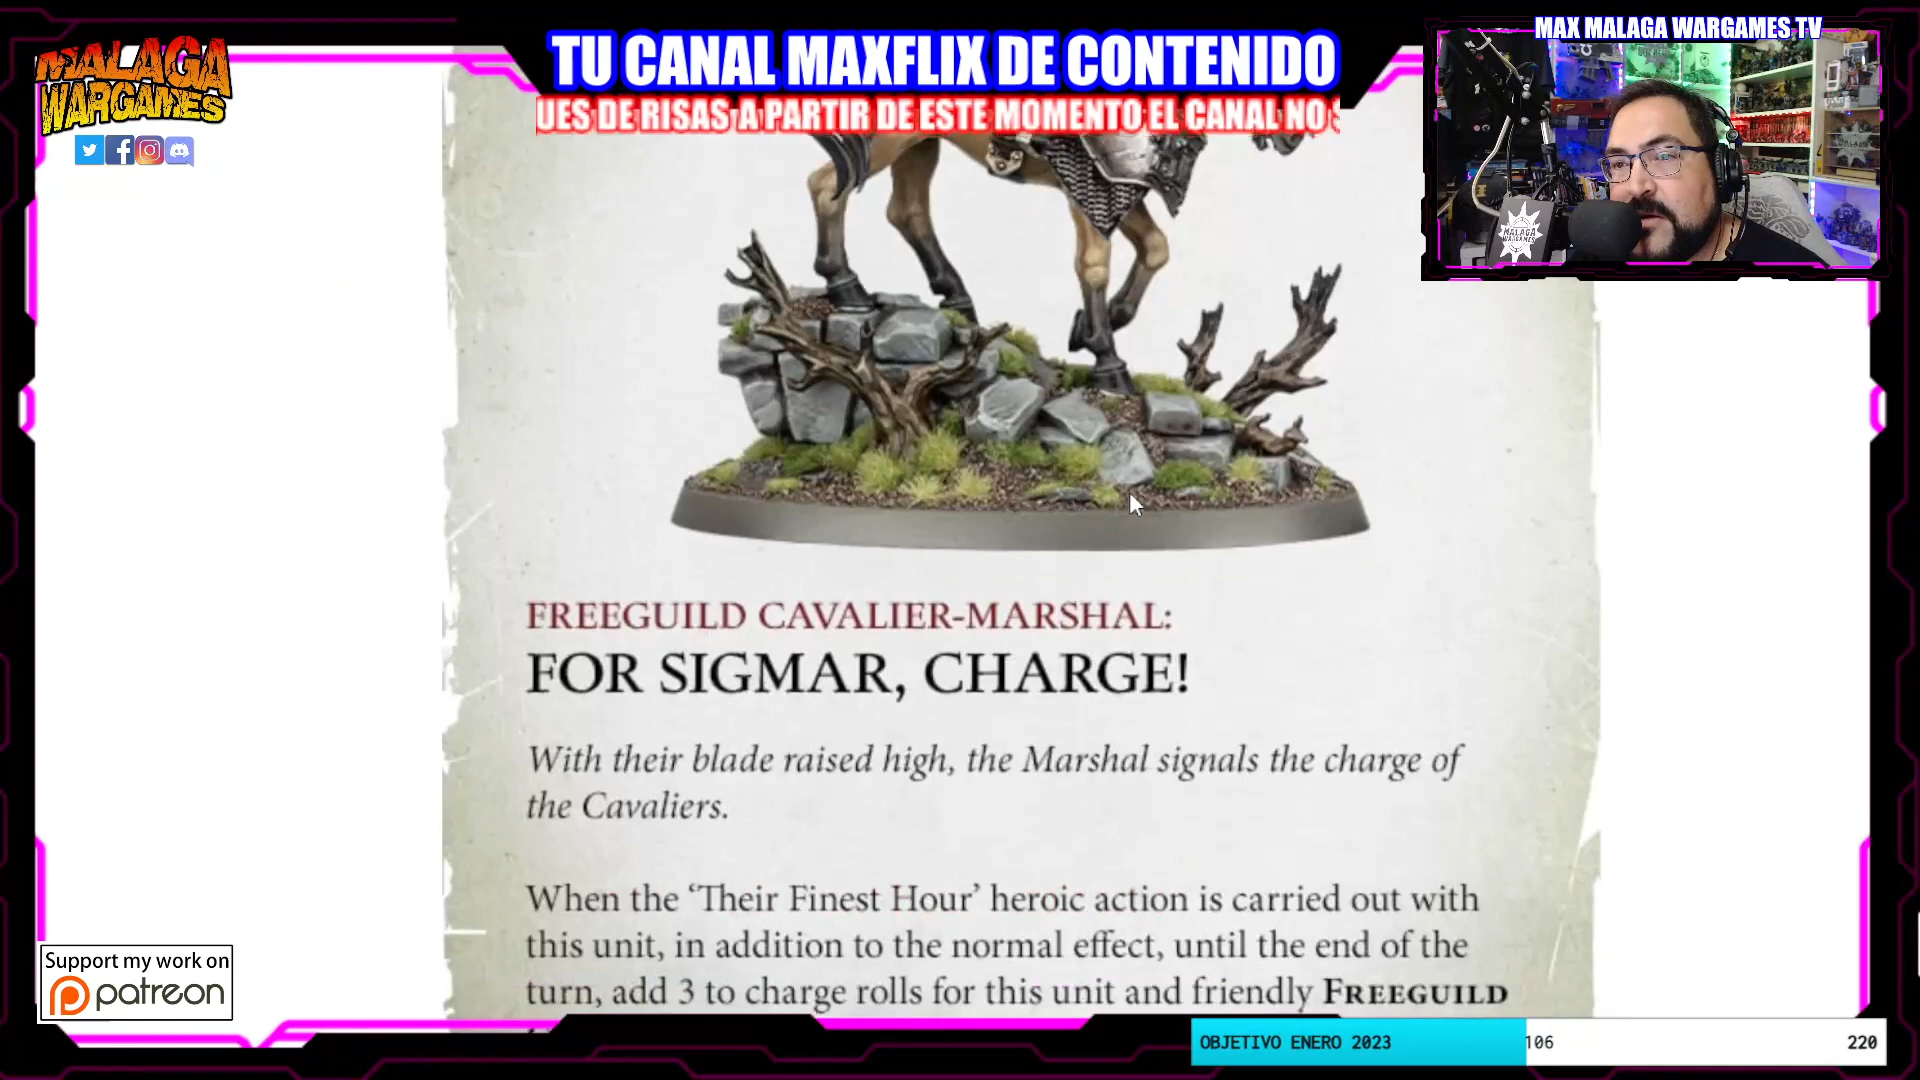 MALAGA
WARGAMES
TU CANAL MAXFLIX DE CONTENIDO
UES DE RISAS A PARTIR DE ESTE MOMENTO EL CANAL NO
MAX MALAGA WARGAMES TV
MALAGA
WARGAMES
FREEGUILD CAVALIER-MARSHAL:
FOR SIGMAR, CHARGE!
With their blade raised high, the Marshal signals the charge of
the Cavaliers.
When the ‘Their Finest Hour’ heroic action is carried out with
this unit, in addition to the normal effect, until the end of the
turn, add 3 to charge rolls for this unit and friendly FREEGUILD
Support my work on
patreon
OBJETIVO ENERO 2023 106 220